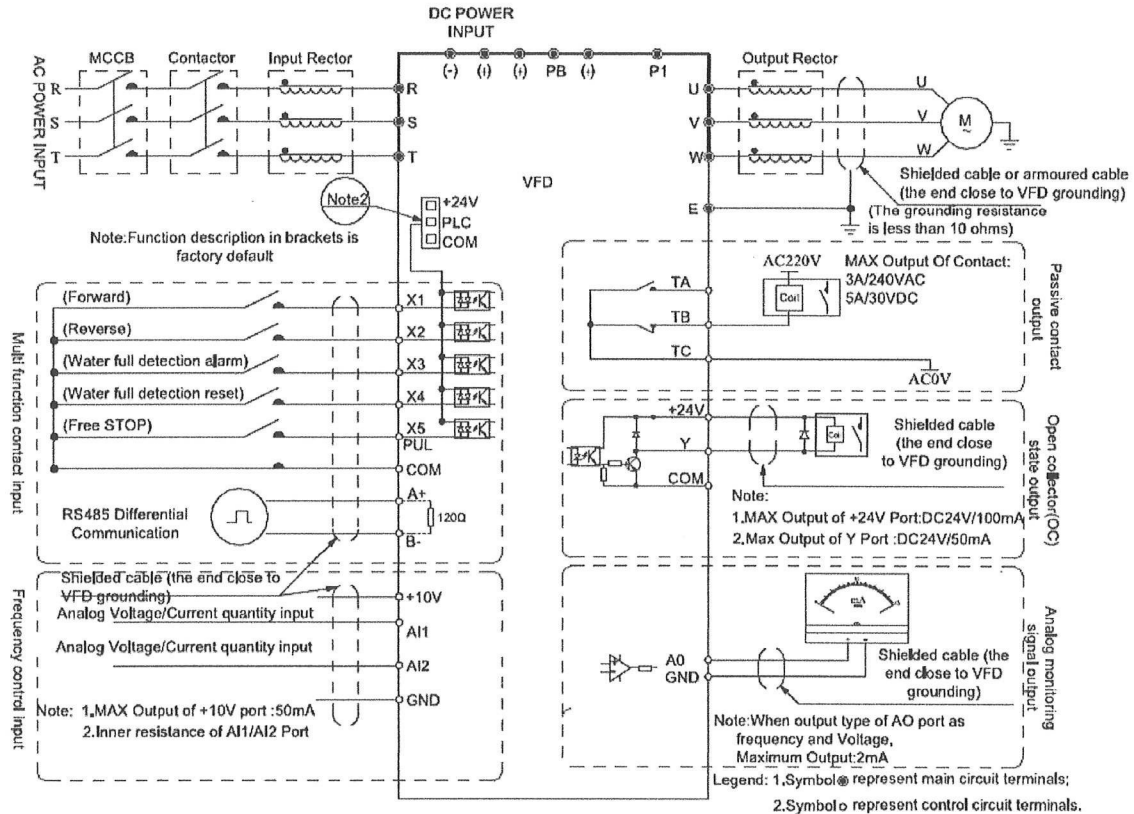 DC POWER
INPUT
MCCB Contactor Input Rector
(-) (+) (+) PB (+) P1
Output Rector
AC POWER INPUT
R R U U
S S V V M
~
T T W W
VFD
Shielded cable or armoured cable
(the end close to VFD grounding)
(The grounding resistance
is less than 10 ohms)
E
Note2
+24V
PLC
COM
Note:Function description in brackets is
factory default
Multi function contact input
(Forward) X1
(Reverse) X2
(Water full detection alarm) X3
(Water full detection reset) X4
(Free STOP) X5
PUL
COM
A+
RS485 Differential
Communication
120Ω
B-
Shielded cable (the end close to
VFD grounding)
Frequency control input
+10V
Analog Voltage/Current quantity input
AI1
Analog Voltage/Current quantity input
AI2
GND
Note: 1.MAX Output of +10V port :50mA
2.Inner resistance of AI1/AI2 Port
Passive contact
output
TA
TB
TC
AC220V
Coil
MAX Output Of Contact:
3A/240VAC
5A/30VDC
AC0V
Open collector(OC)
state output
+24V
Y
COM
Coil
Shielded cable
(the end close
to VFD grounding)
Note:
1.MAX Output of +24V Port:DC24V/100mA
2.Max Output of Y Port :DC24V/50mA
Analog monitoring
signal output
mA
A0
GND
Shielded cable (the
end close to VFD
grounding)
Note:When output type of AO port as
frequency and Voltage,
Maximum Output:2mA
Legend: 1.Symbol represent main circuit terminals;
2.Symbol represent control circuit terminals.